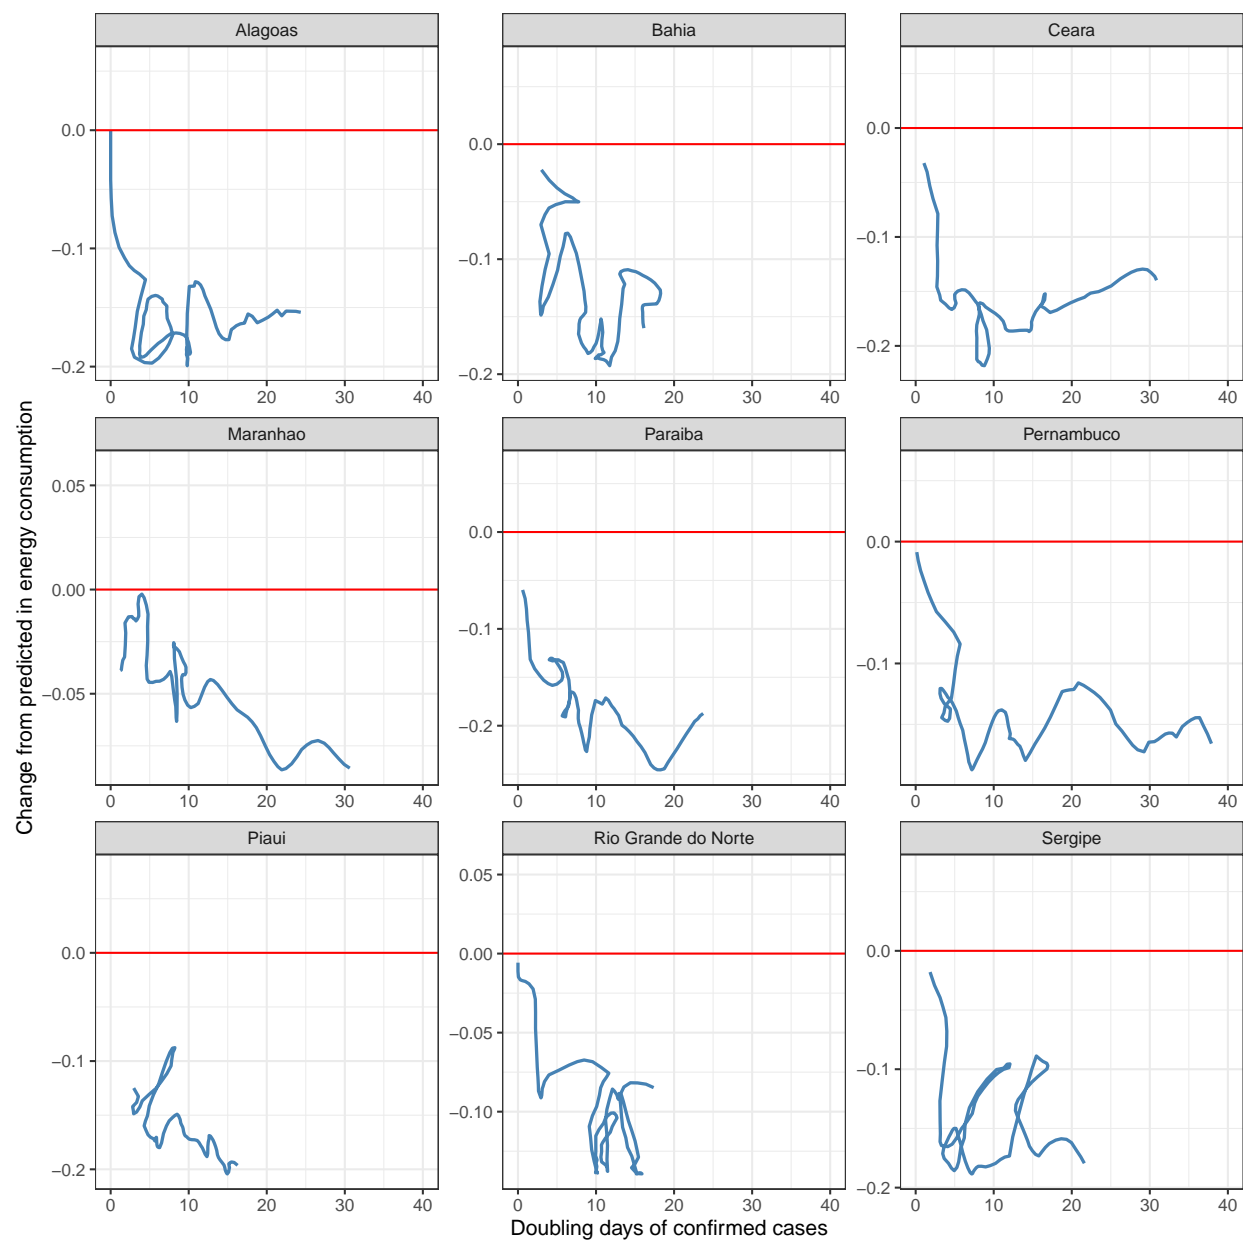 Alagoas
Bahia
Ceara
0.0
−0.1
−0.2
0 10 20 30 40
0.0
−0.1
−0.2
0 10 20 30 40
0.0
−0.1
−0.2
0 10 20 30 40
Maranhao
Paraiba
Pernambuco
0.05
0.00
−0.05
0 10 20 30 40
0.0
−0.1
−0.2
0 10 20 30 40
0.0
−0.1
0 10 20 30 40
Piaui
Rio Grande do Norte
Sergipe
0.0
−0.1
−0.2
0 10 20 30 40
0.05
0.00
−0.05
−0.10
0 10 20 30 40
0.0
−0.1
−0.2
0 10 20 30 40
Doubling days of confirmed cases
Change from predicted in energy consumption